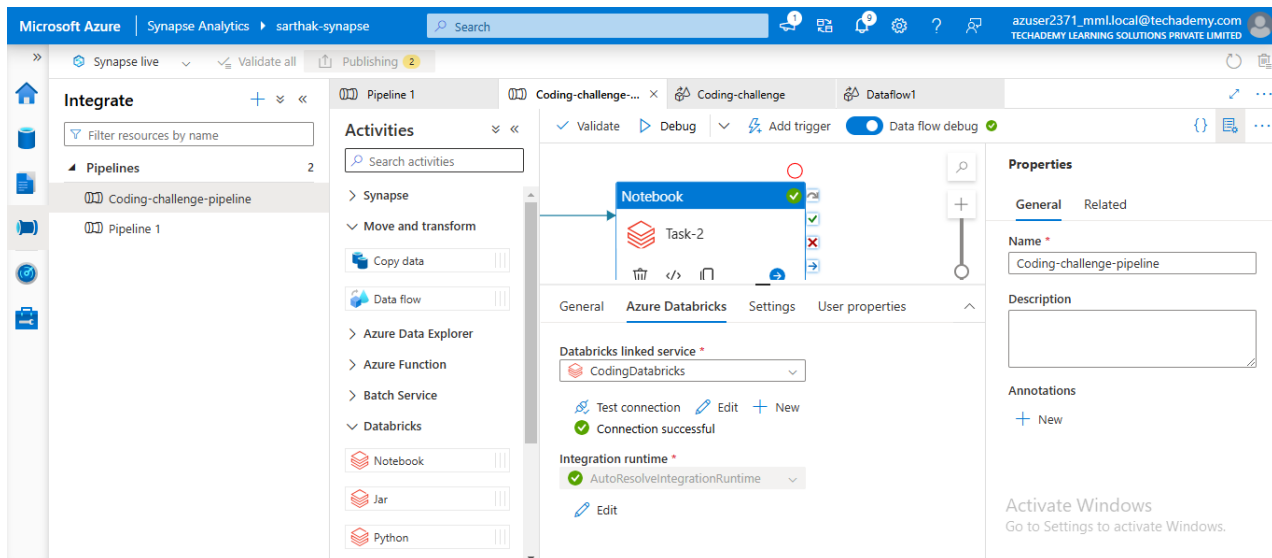 Microsoft Azure
Synapse Analytics
sarthak-synapse
Search
1
9
?
azuser2371_mml.local@techademy.com
TECHADEMY LEARNING SOLUTIONS PRIVATE LIMITED
Synapse live
Validate all
Publishing 2
Integrate
Filter resources by name
Pipelines 2
Coding-challenge-pipeline
Pipeline 1
Pipeline 1
Coding-challenge-...
Coding-challenge
Dataflow1
Activities
Search activities
Synapse
Move and transform
Copy data
Data flow
Azure Data Explorer
Azure Function
Batch Service
Databricks
Notebook
Jar
Python
Validate
Debug
Add trigger
Data flow debug
{}
Notebook
Task-2
</>
General
Azure Databricks
Settings
User properties
Databricks linked service *
CodingDatabricks
Test connection
Edit
New
Connection successful
Integration runtime *
AutoResolveIntegrationRuntime
Edit
Properties
General
Related
Name *
Coding-challenge-pipeline
Description
Annotations
New
Activate Windows
Go to Settings to activate Windows.